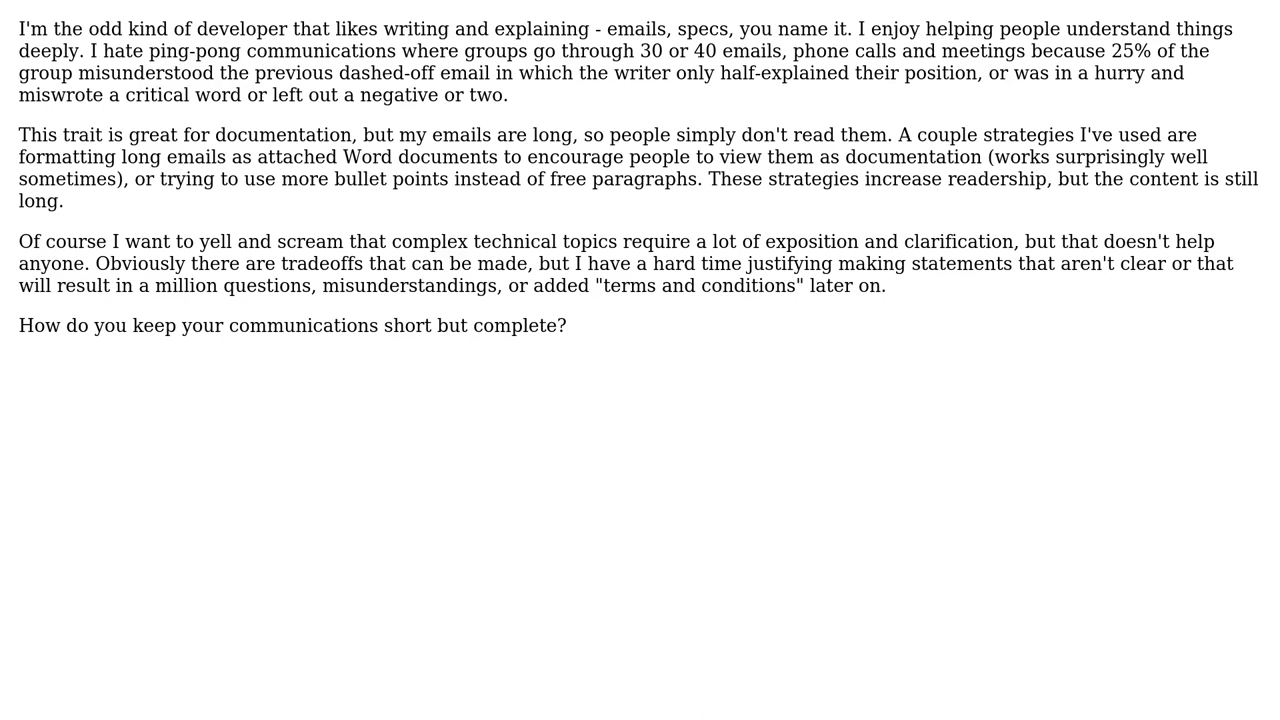 I'm the odd kind of developer that likes writing and explaining - emails, specs, you name it. I enjoy helping people understand things
deeply. I hate ping-pong communications where groups go through 30 or 40 emails, phone calls and meetings because 25% of the
group misunderstood the previous dashed-off email in which the writer only half-explained their position, or was in a hurry and
miswrote a critical word or left out a negative or two.
This trait is great for documentation, but my emails are long, so people simply don't read them. A couple strategies I've used are
formatting long emails as attached Word documents to encourage people to view them as documentation (works surprisingly well
sometimes), or trying to use more bullet points instead of free paragraphs. These strategies increase readership, but the content is still
long.
Of course I want to yell and scream that complex technical topics require a lot of exposition and clarification, but that doesn't help
anyone. Obviously there are tradeoffs that can be made, but I have a hard time justifying making statements that aren't clear or that
will result in a million questions, misunderstandings, or added "terms and conditions" later on.
How do you keep your communications short but complete?